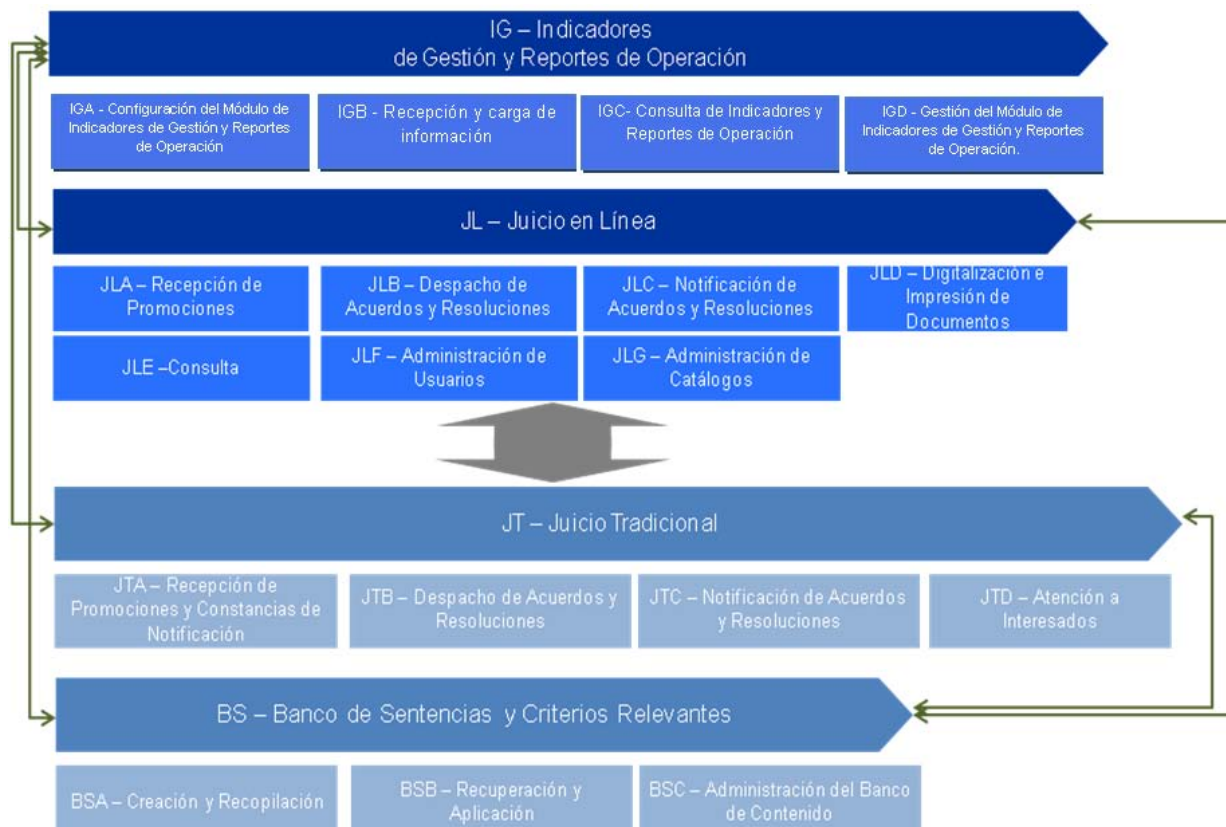 IG – Indicadores
de Gestión y Reportes de Operación
IGA - Configuración del Módulo de
Indicadores de Gestión y Reportes
de Operación
IGB - Recepción y carga de
información
IGC- Consulta de Indicadores y
Reportes de Operación
IGD - Gestión del Módulo de
Indicadores de Gestión y Reportes
de Operación.
JL – Juicio en Línea
JLA – Recepción de
Promociones
JLB – Despacho de
Acuerdos y Resoluciones
JLC – Notificación de
Acuerdos y Resoluciones
JLD – Digitalización e
Impresión de
Documentos
JLE –Consulta
JLF – Administración de
Usuarios
JLG – Administración de
Catálogos
JT – Juicio Tradicional
JTA – Recepción de
Promociones y Constancias de
Notificación
JTB – Despacho de Acuerdos y
Resoluciones
JTC – Notificación de Acuerdos
y Resoluciones
JTD – Atención a
Interesados
BS – Banco de Sentencias y Criterios Relevantes
BSA – Creación y Recopilación
BSB – Recuperación y
Aplicación
BSC – Administración del Banco
de Contenido